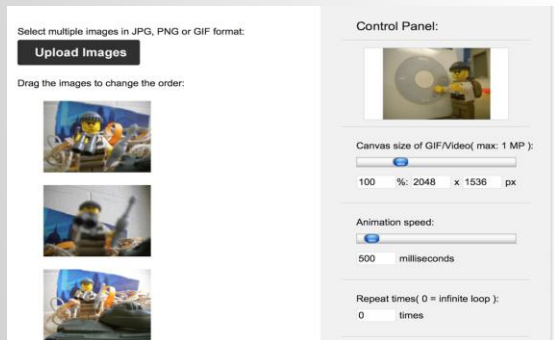 Select multiple images in JPG, PNG or GIF format:
Upload Images
Drag the images to change the order:
Control Panel:
Canvas size of GIF/Video( max: 1 MP ):
100 %: 2048 x 1536 px
Animation speed:
500 milliseconds
Repeat times( 0 = infinite loop ):
0 times